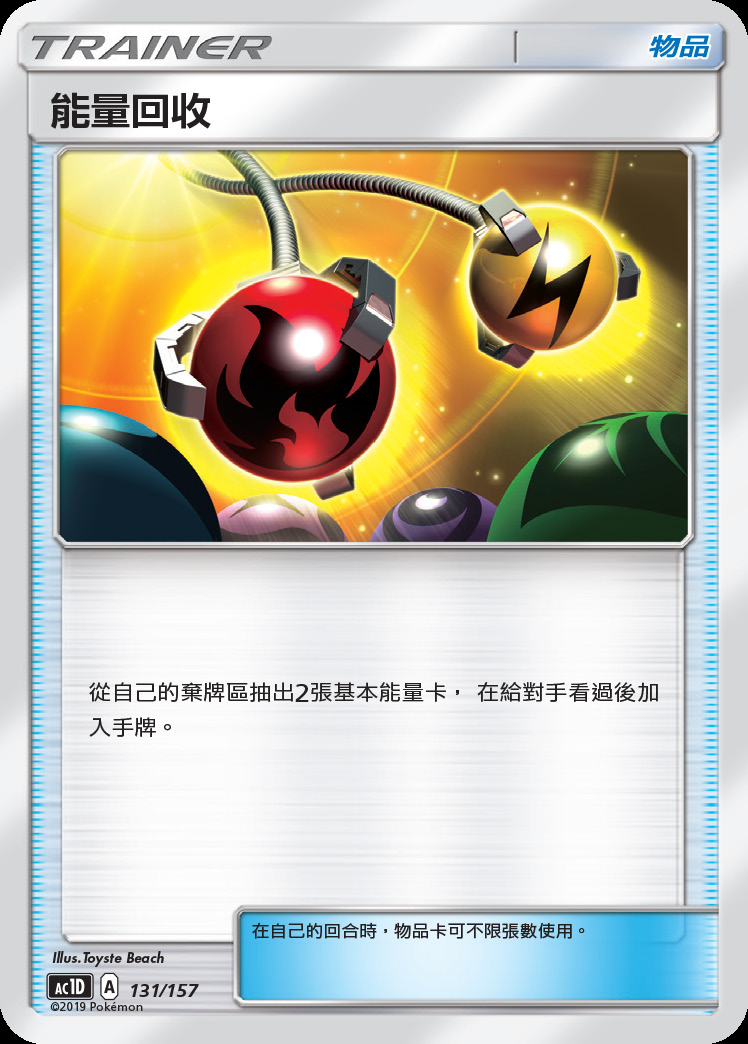 TRAINER
物品
能量回收
從自己的棄牌區抽出2張基本能量卡， 在給對手看過後加
入手牌。
在自己的回合時，物品卡可不限張數使用。
Illus.Toyste Beach
AC1D A 131/157
©2019 Pokémon